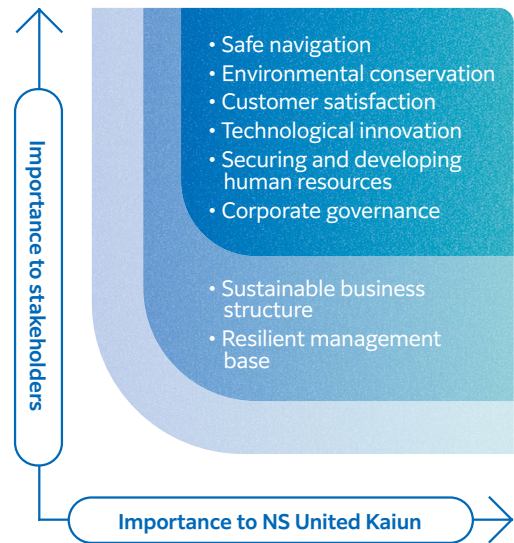 • Safe navigation
• Environmental conservation
• Customer satisfaction
• Technological innovation
• Securing and developing
human resources
• Corporate governance
• Sustainable business
structure
• Resilient management
base
Importance to stakeholders
Importance to NS United Kaiun